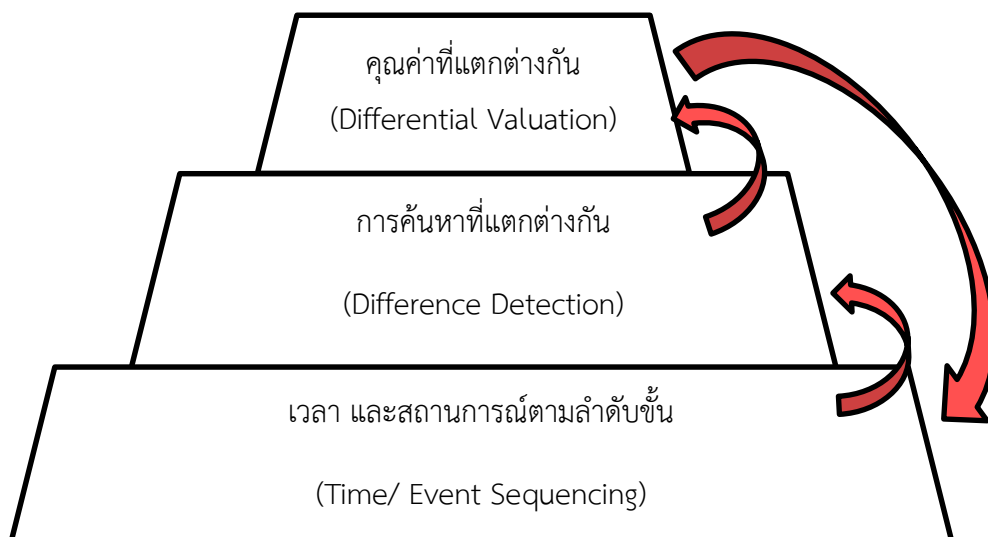 คุณค่าที่แตกต่างกัน
(Differential Valuation)
การค้นหาที่แตกต่างกัน
(Difference Detection)
เวลา และสถานการณ์ตามลำดับขั้น
(Time/ Event Sequencing)